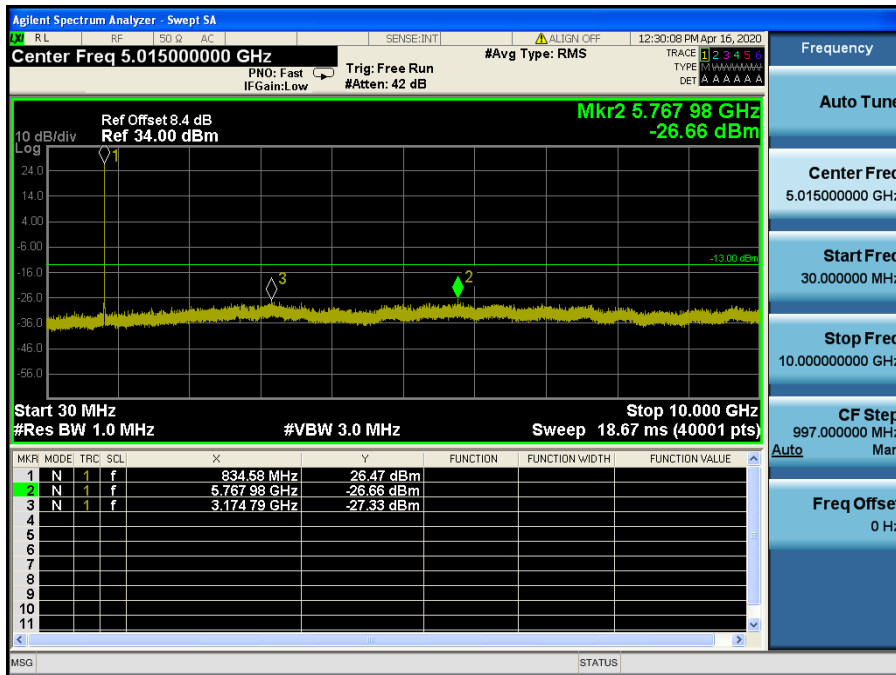 Agilent Spectrum Analyzer - Swept SA
LXI RL RF 50 Ω AC SENSE:INT ALIGN OFF 12:30:08 PM Apr 16, 2020
Center Freq 5.015000000 GHz
PNO: Fast
IFGain:Low
Trig: Free Run
#Atten: 42 dB
#Avg Type: RMS
TRACE 1 2 3 4 5 6
TYPE M W W W W W
DET A A A A A A
Ref Offset 8.4 dB
Ref 34.00 dBm
10 dB/div
Log
Mkr2 5.767 98 GHz
-26.66 dBm
1
24.0
14.0
4.00
-6.00
-13.00 dBm
-16.0
3
2
-26.0
-36.0
-46.0
-56.0
Start 30 MHz Stop 10.000 GHz
#Res BW 1.0 MHz #VBW 3.0 MHz Sweep 18.67 ms (40001 pts)
MKR MODE TRC SCL X Y FUNCTION FUNCTION WIDTH FUNCTION VALUE
1 N 1 f 834.58 MHz 26.47 dBm
2 N 1 f 5.767 98 GHz -26.66 dBm
3 N 1 f 3.174 79 GHz -27.33 dBm
4
5
6
7
8
9
10
11
MSG STATUS
Frequency
Auto Tune
Center Freq
5.015000000 GHz
Start Freq
30.000000 MHz
Stop Freq
10.000000000 GHz
CF Step
997.000000 MHz
Auto Man
Freq Offset
0 Hz